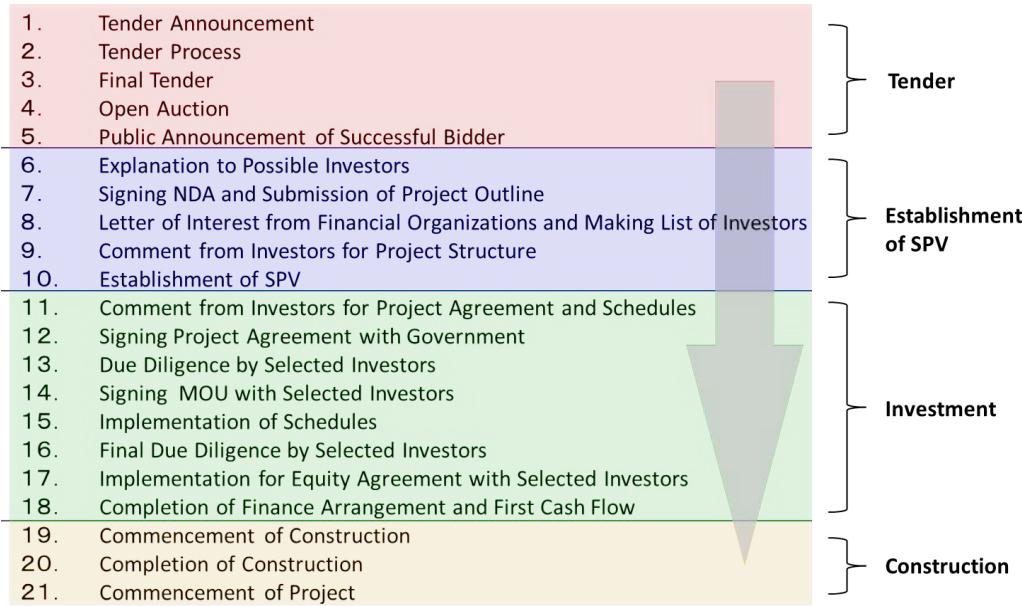 1. Tender Announcement
2. Tender Process
3. Final Tender
4. Open Auction
5. Public Announcement of Successful Bidder
Tender
6. Explanation to Possible Investors
7. Signing NDA and Submission of Project Outline
8. Letter of Interest from Financial Organizations and Making List of Investors
9. Comment from Investors for Project Structure
10. Establishment of SPV
Establishment
of SPV
11. Comment from Investors for Project Agreement and Schedules
12. Signing Project Agreement with Government
13. Due Diligence by Selected Investors
14. Signing MOU with Selected Investors
15. Implementation of Schedules
16. Final Due Diligence by Selected Investors
17. Implementation for Equity Agreement with Selected Investors
18. Completion of Finance Arrangement and First Cash Flow
Investment
19. Commencement of Construction
20. Completion of Construction
21. Commencement of Project
Construction